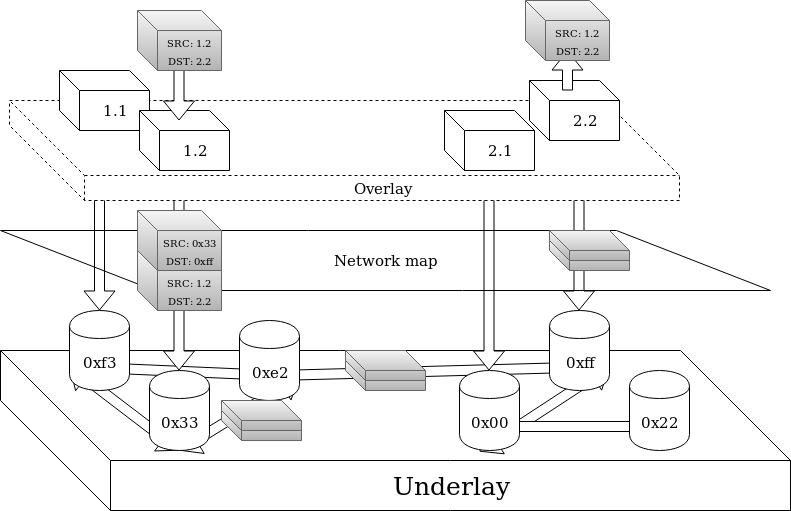 SRC: 1.2
DST: 2.2
SRC: 1.2
DST: 2.2
1.1
1.2
2.1
2.2
Overlay
SRC: 0x33
DST: 0xff
SRC: 1.2
DST: 2.2
Network map
0xf3
0xe2
0xff
0x33
0x00
0x22
Underlay